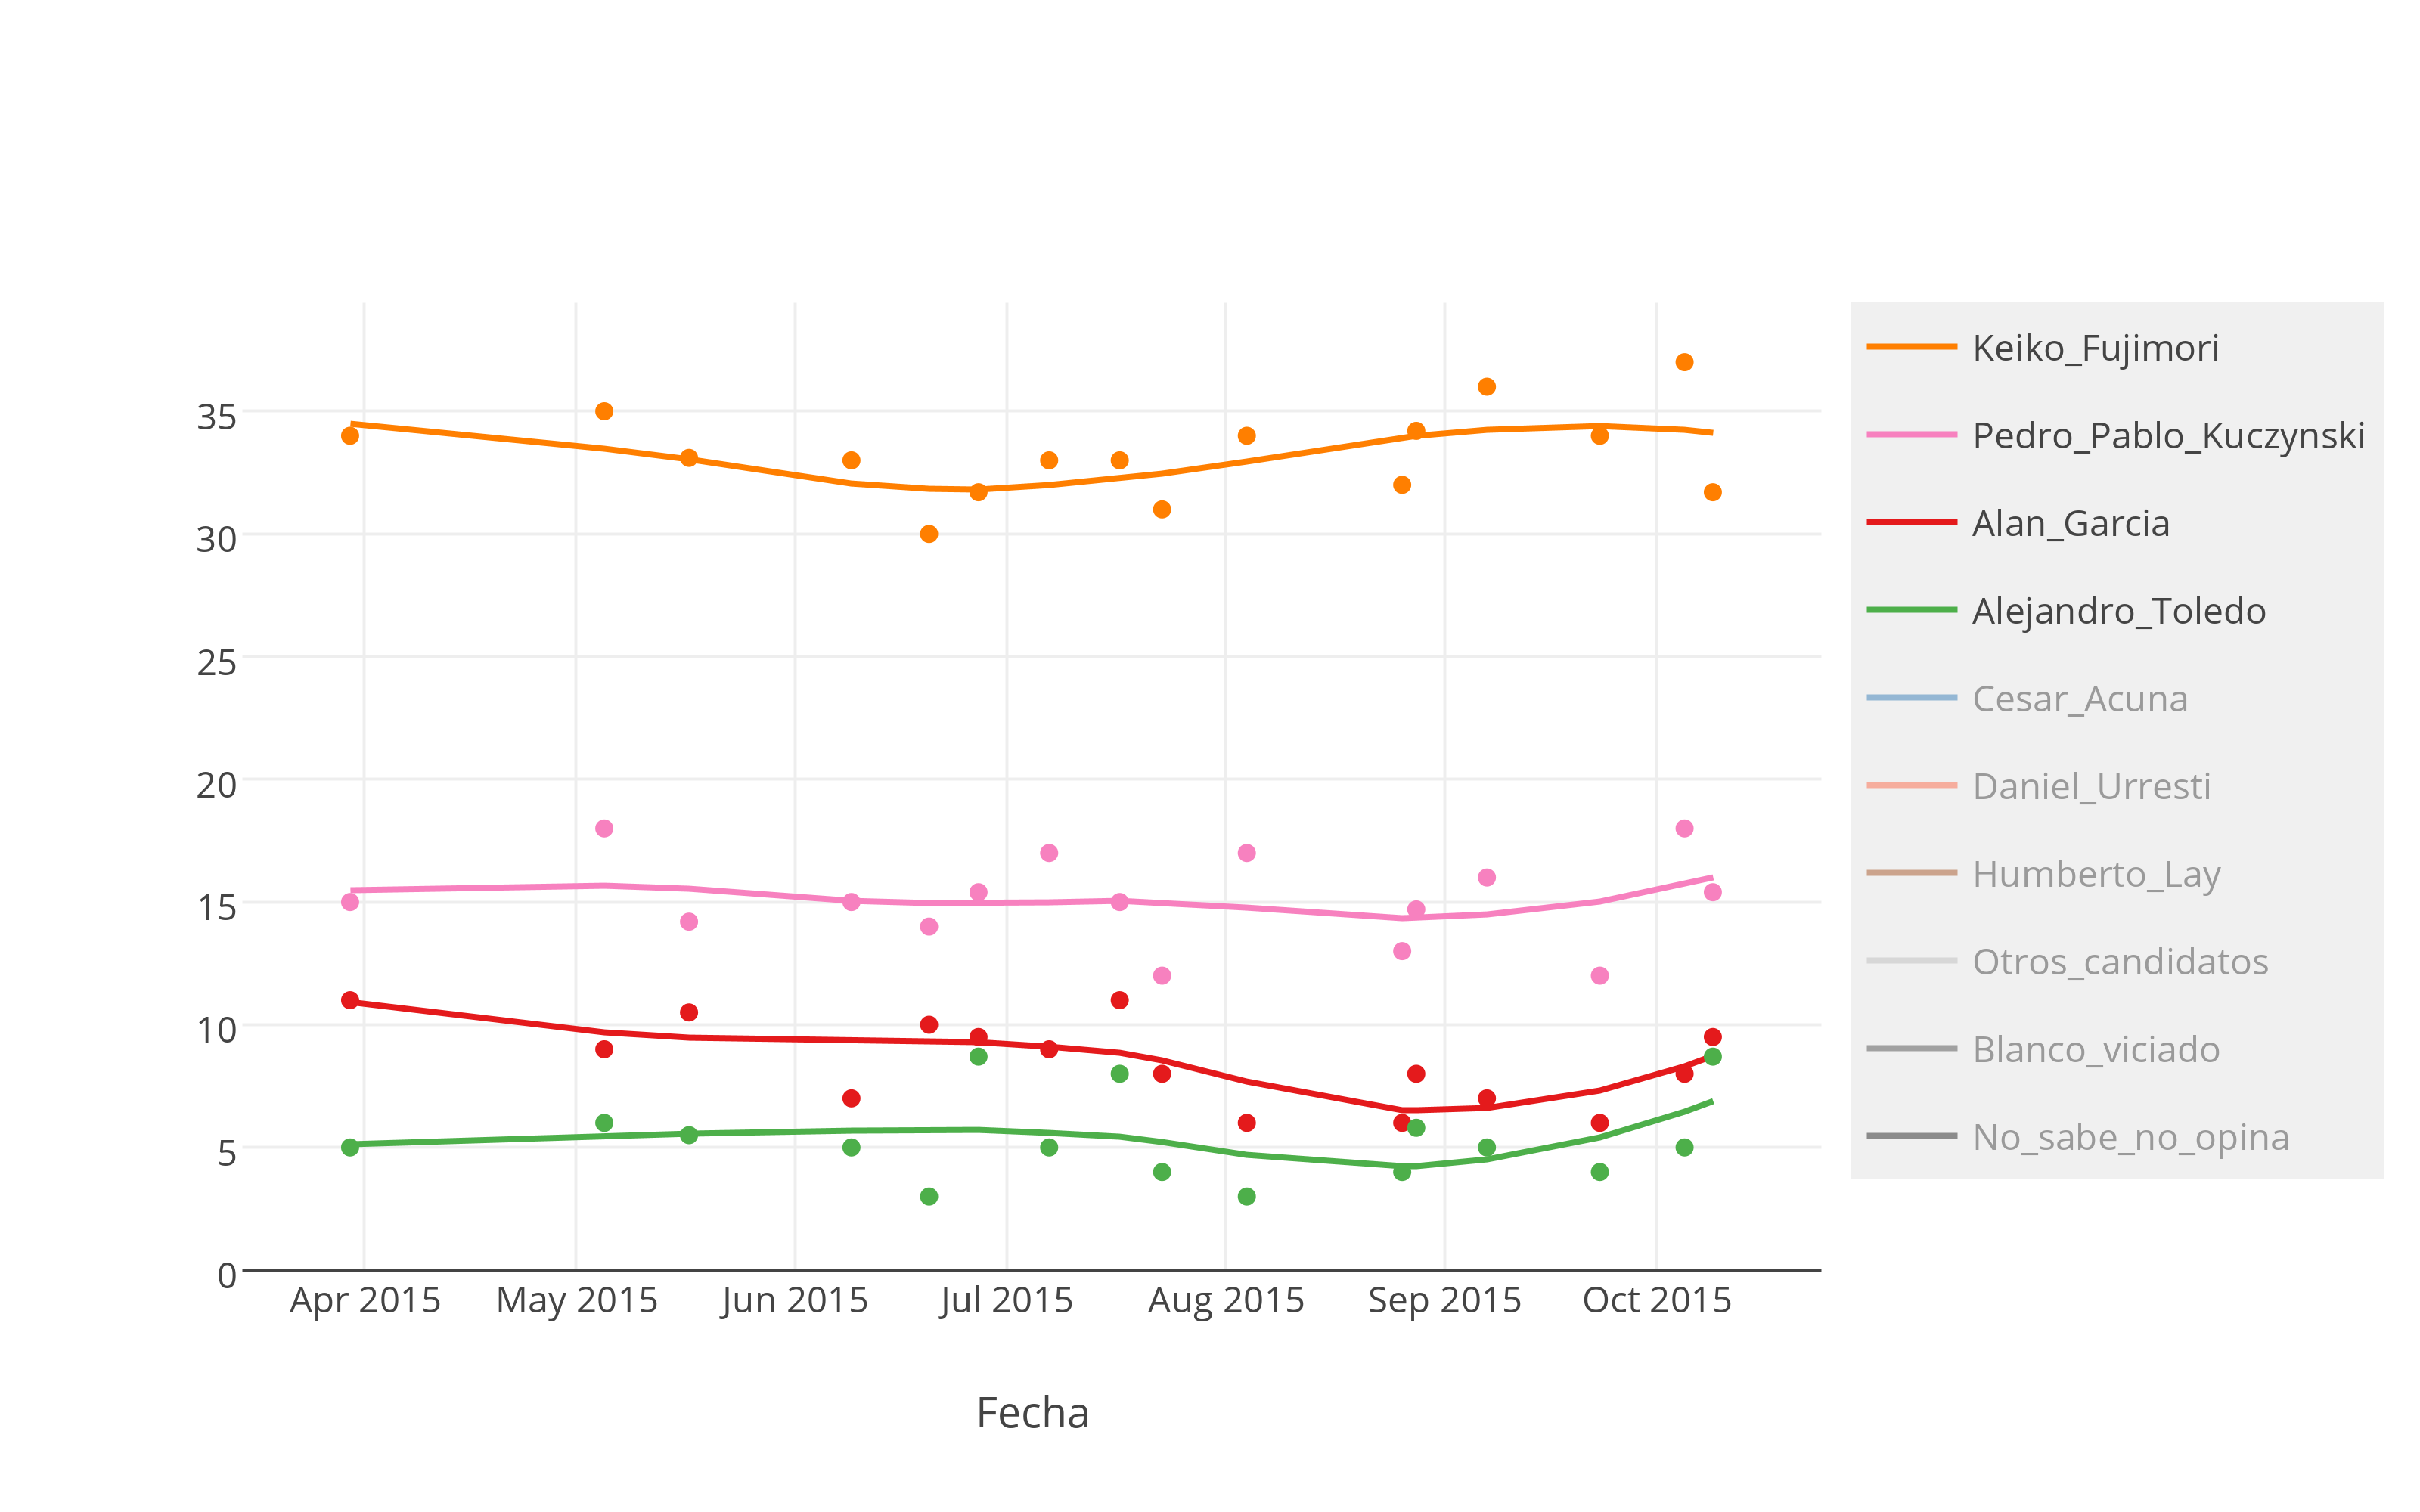 35
30
25
20
15
10
5
0
Apr 2015
May 2015
Jun 2015
Jul 2015
Aug 2015
Sep 2015
Oct 2015
Fecha
Keiko_Fujimori
Pedro_Pablo_Kuczynski
Alan_Garcia
Alejandro_Toledo
Cesar_Acuna
Daniel_Urresti
Humberto_Lay
Otros_candidatos
Blanco_viciado
No_sabe_no_opina